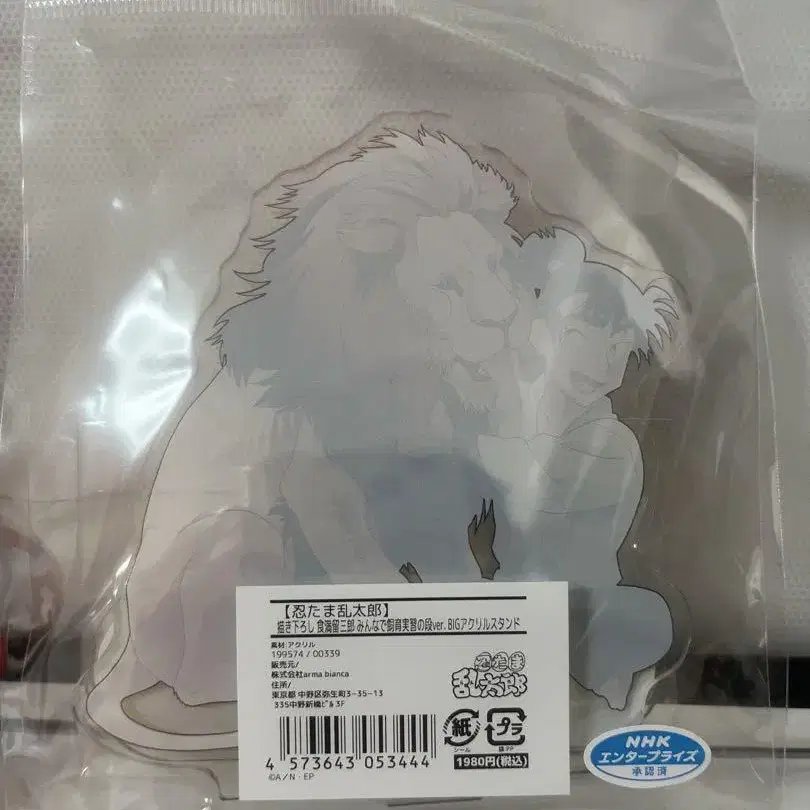 【忍たま乱太郎】
描き下ろし 食満留三郎 みんなで飼育実習の段ver. BIGアクリルスタンド
素材:アクリル
199574 / 00339
販売元/
株式会社arma bianca
住所/
東京都 中野区弥生町3-35-13
335中野新橋ﾋﾞﾙ3F
忍たま
乱太郎
紙 プラ
シール 袋:PP
4 573643 053444
1980円(税込)
©A/N・EP
NHK
エンタープライズ
承認済